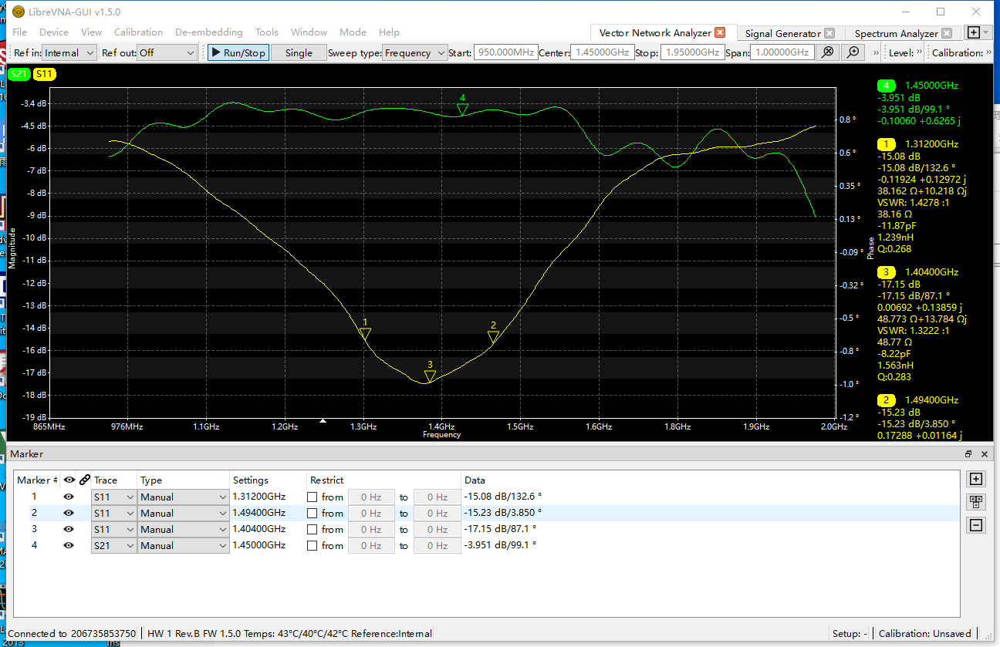 LibreVNA-GUI v1.5.0
File Device View Calibration De-embedding Tools Window Mode Help
Vector Network Analyzer Signal Generator Spectrum Analyzer
Ref in: Internal Ref out: Off Run/Stop Single Sweep type: Frequency Start: 950.000MHz Center: 1.45000GHz Stop: 1.95000GHz Span: 1.00000GHz » Level: » Calibration: »
S21 S11
-3.4 dB
-4.5 dB
-6 dB
-7 dB
-8 dB
-9 dB
-10 dB
-11 dB
-12 dB
-13 dB
-14 dB
-16 dB
-17 dB
-18 dB
-19 dB
Magnitude
4
1
2
3
0.8 °
0.6 °
0.35 °
0.13 °
-0.09 °
-0.32 °
-0.5 °
-0.8 °
-1.0 °
-1.2 °
Phase
865MHz 976MHz 1.1GHz 1.2GHz 1.3GHz 1.4GHz 1.5GHz 1.6GHz 1.8GHz 1.9GHz 2.0GHz
Frequency
4 1.45000GHz
-3.951 dB
-3.951 dB/99.1 °
-0.10060 +0.6265 j
1 1.31200GHz
-15.08 dB
-15.08 dB/132.6 °
-0.11924 +0.12972 j
38.162 Ω+10.218 Ωj
VSWR: 1.4278 :1
38.16 Ω
-11.87pF
1.239nH
Q:0.268
3 1.40400GHz
-17.15 dB
-17.15 dB/87.1 °
0.00692 +0.13859 j
48.773 Ω+13.784 Ωj
VSWR: 1.3222 :1
48.77 Ω
-8.22pF
1.563nH
Q:0.283
2 1.49400GHz
-15.23 dB
-15.23 dB/3.850 °
0.17288 +0.01164 j
Marker
Marker # Trace Type Settings Restrict Data
1 S11 Manual 1.31200GHz from 0 Hz to 0 Hz -15.08 dB/132.6 °
2 S11 Manual 1.49400GHz from 0 Hz to 0 Hz -15.23 dB/3.850 °
3 S11 Manual 1.40400GHz from 0 Hz to 0 Hz -17.15 dB/87.1 °
4 S21 Manual 1.45000GHz from 0 Hz to 0 Hz -3.951 dB/99.1 °
Connected to 206735853750 HW 1 Rev.B FW 1.5.0 Temps: 43°C/40°C/42°C Reference:Internal Setup: - Calibration: Unsaved